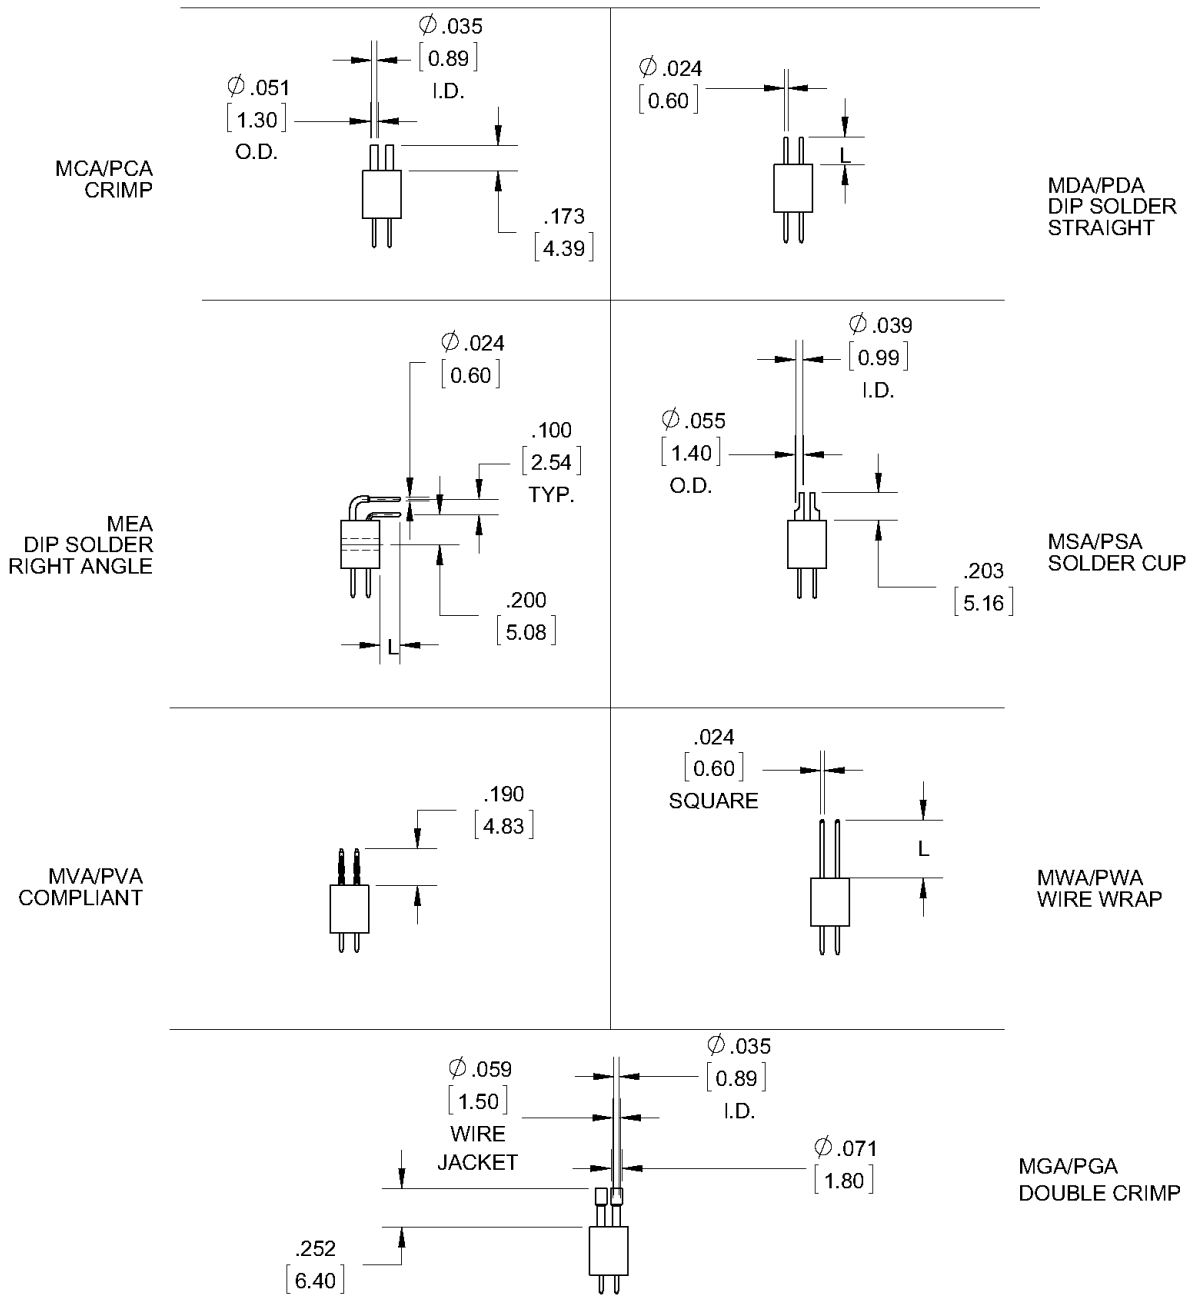 MCA/PCA
CRIMP
∅ .051
[1.30]
O.D.
∅ .035
[0.89]
I.D.
.173
[4.39]
∅ .024
[0.60]
L
MDA/PDA
DIP SOLDER
STRAIGHT
MEA
DIP SOLDER
RIGHT ANGLE
∅ .024
[0.60]
.100
[2.54]
TYP.
.200
[5.08]
L
∅ .039
[0.99]
I.D.
∅ .055
[1.40]
O.D.
.203
[5.16]
MSA/PSA
SOLDER CUP
MVA/PVA
COMPLIANT
.190
[4.83]
.024
[0.60]
SQUARE
L
MWA/PWA
WIRE WRAP
∅ .059
[1.50]
WIRE
JACKET
∅ .035
[0.89]
I.D.
∅ .071
[1.80]
.252
[6.40]
MGA/PGA
DOUBLE CRIMP